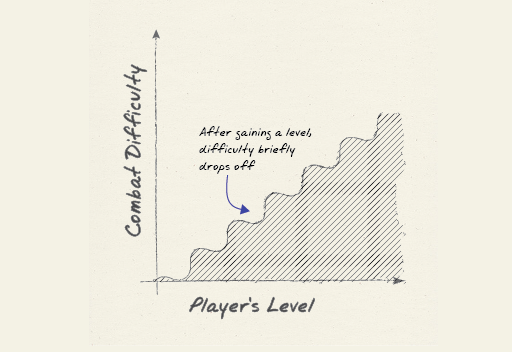 Combat Difficulty
After gaining a level,
difficulty briefly
drops off
Player's Level